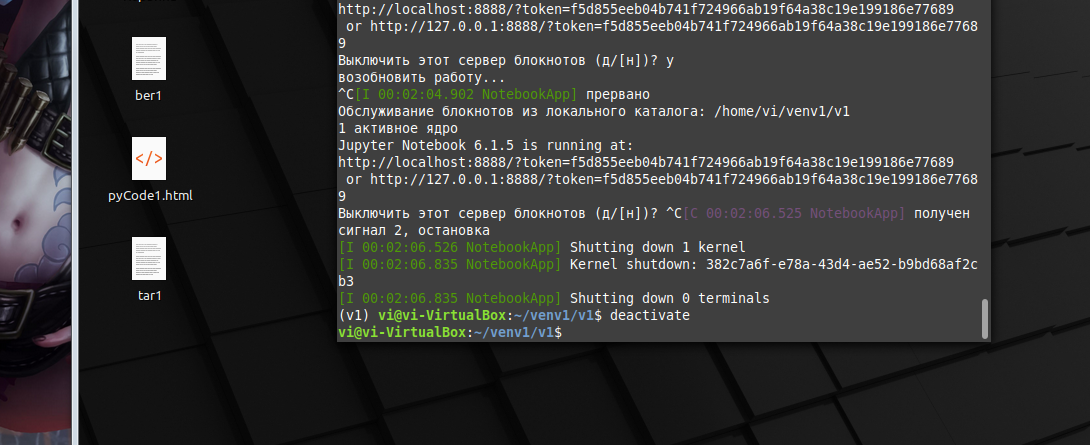 ber1
pyCode1.html
tar1
http://localhost:8888/?token=f5d855eeb04b741f724966ab19f64a38c19e199186e77689
or http://127.0.0.1:8888/?token=f5d855eeb04b741f724966ab19f64a38c19e199186e7768
9
Выключить этот сервер блокнотов (д/[н])? y
возобновить работу...
^C[I 00:02:04.902 NotebookApp] прервано
Обслуживание блокнотов из локального каталога: /home/vi/venv1/v1
1 активное ядро
Jupyter Notebook 6.1.5 is running at:
http://localhost:8888/?token=f5d855eeb04b741f724966ab19f64a38c19e199186e77689
or http://127.0.0.1:8888/?token=f5d855eeb04b741f724966ab19f64a38c19e199186e7768
9
Выключить этот сервер блокнотов (д/[н])? ^C[C 00:02:06.525 NotebookApp] получен
сигнал 2, остановка
[I 00:02:06.526 NotebookApp] Shutting down 1 kernel
[I 00:02:06.835 NotebookApp] Kernel shutdown: 382c7a6f-e78a-43d4-ae52-b9bd68af2c
b3
[I 00:02:06.835 NotebookApp] Shutting down 0 terminals
(v1) vi@vi-VirtualBox:~/venv1/v1$ deactivate
vi@vi-VirtualBox:~/venv1/v1$